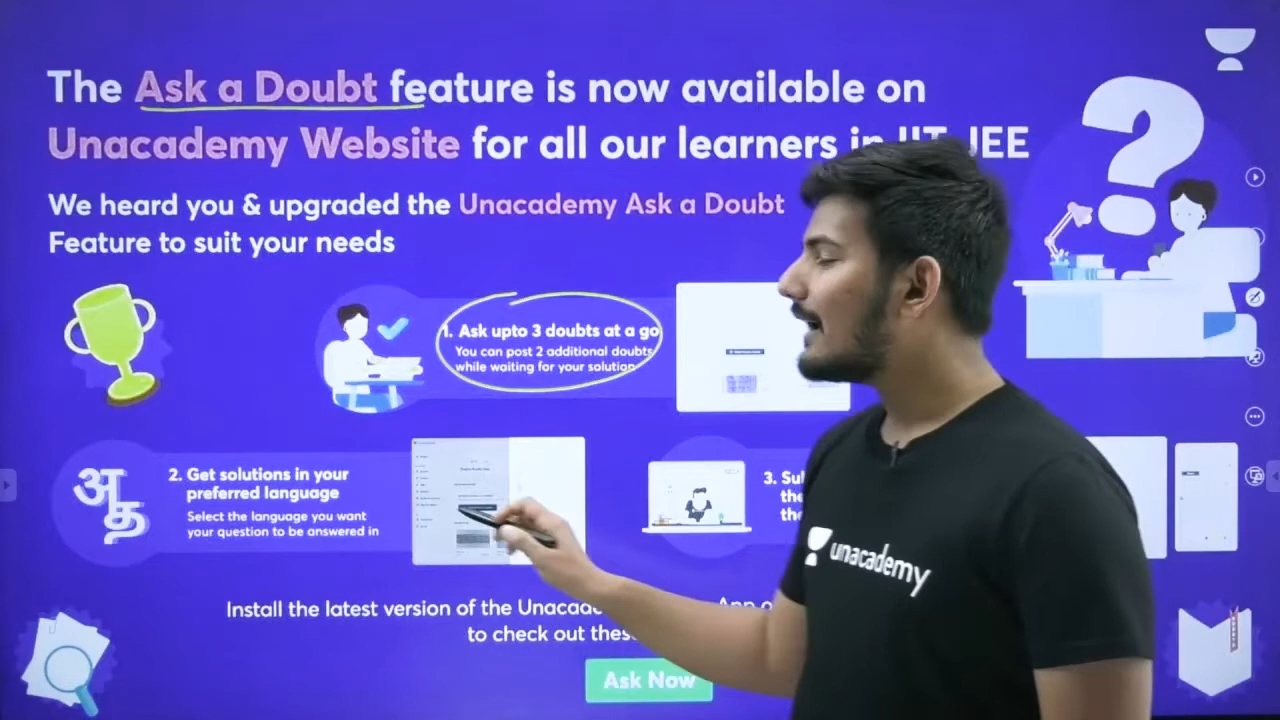 The Ask a Doubt feature is now available on
Unacademy Website for all our learners in IIT JEE
We heard you & upgraded the Unacademy Ask a Doubt
Feature to suit your needs
1. Ask upto 3 doubts at a go
You can post 2 additional doubts
while waiting for your solution
अ
त
2. Get solutions in your
preferred language
Select the language you want
your question to be answered in
3.
Install the latest version of the
to check out
Ask Now
unacademy